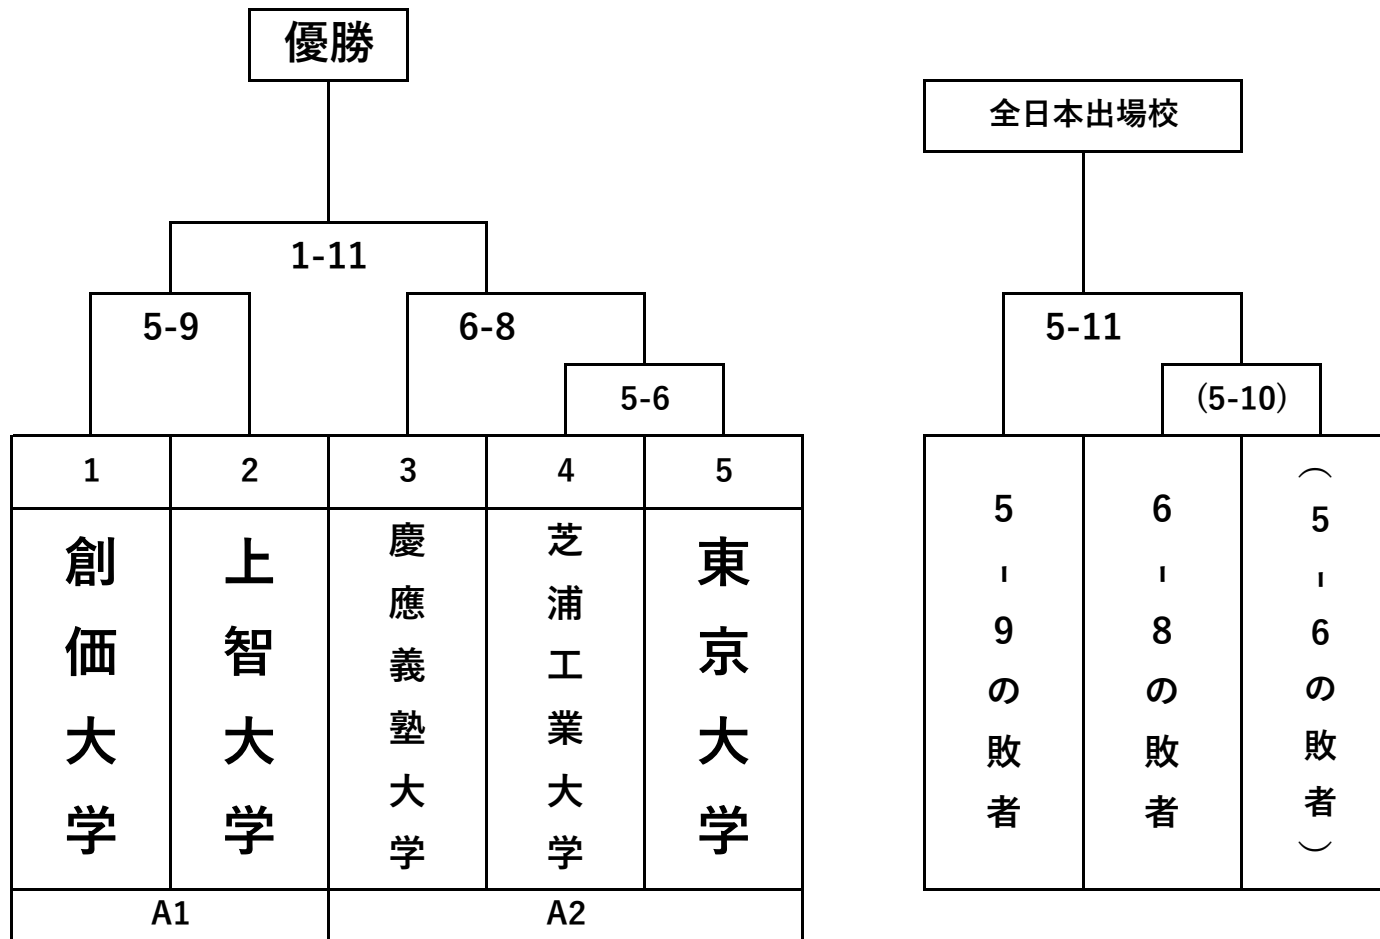 優勝
全日本出場校
1-11
5-9
6-8
5-11
5-6
(5-10)
1
2
3
4
5
創価大学
上智大学
慶應義塾大学
芝浦工業大学
東京大学
5-9の敗者
6-8の敗者
(5-6の敗者)
A1
A2